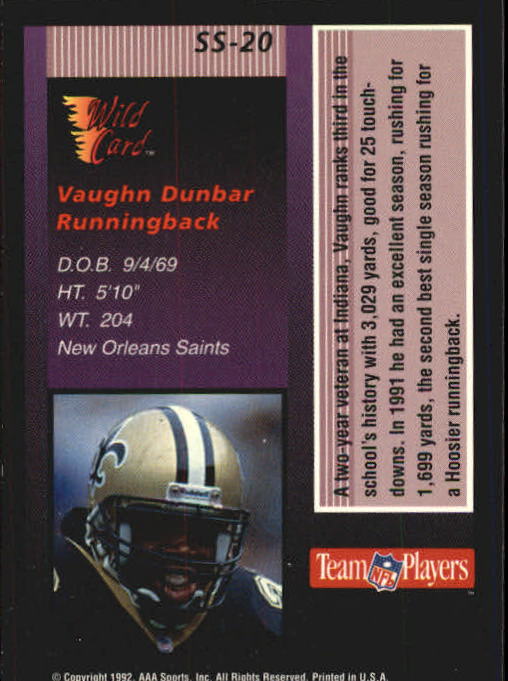 SS-20
Wild
Card™
Vaughn Dunbar
Runningback
D.O.B. 9/4/69
HT. 5'10"
WT. 204
New Orleans Saints
A two-year veteran at Indiana, Vaughn ranks third in the
school's history with 3,029 yards, good for 25 touch-
downs. In 1991 he had an excellent season, rushing for
1,699 yards, the second best single season rushing for
a Hoosier runningback.
Riddell
Team NFL Players
© Copyright 1992, AAA Sports, Inc. All Rights Reserved. Printed in U.S.A.